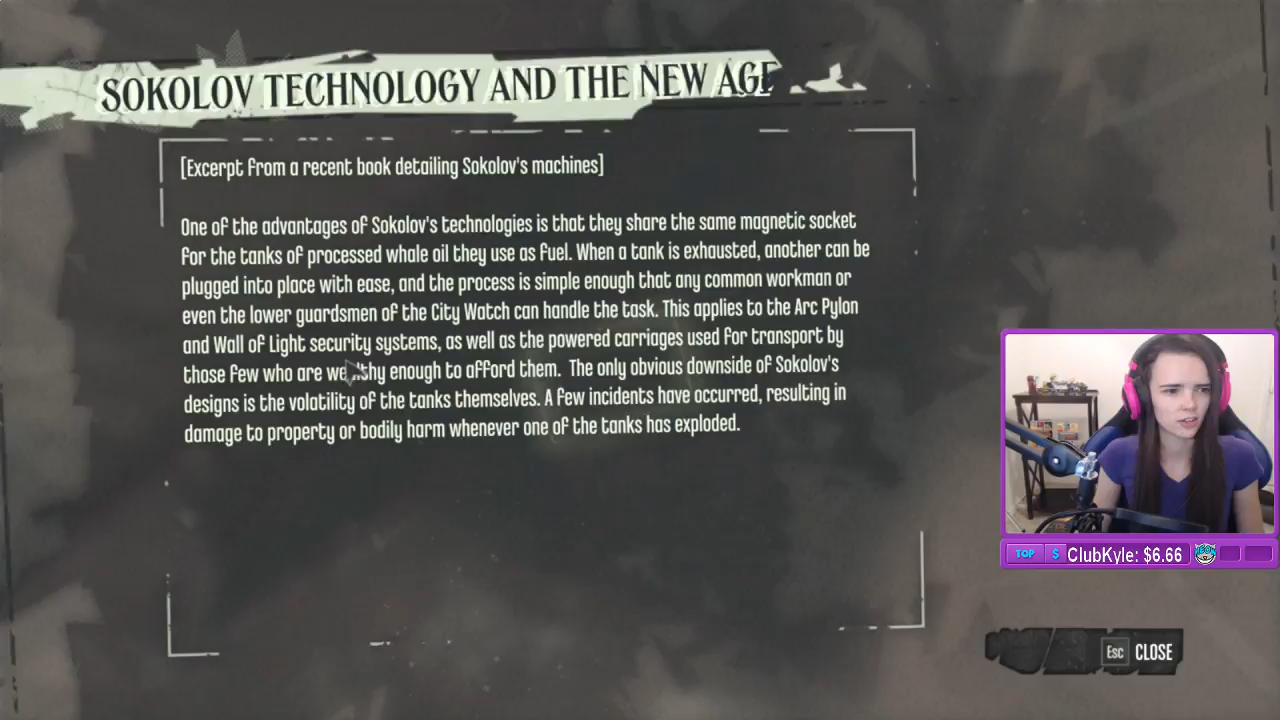 SOKOLOV TECHNOLOGY AND THE NEW AGE
[Excerpt from a recent book detailing Sokolov's machines]
One of the advantages of Sokolov's technologies is that they share the same magnetic socket
for the tanks of processed whale oil they use as fuel. When a tank is exhausted, another can be
plugged into place with ease, and the process is simple enough that any common workman or
even the lower guardsmen of the City Watch can handle the task. This applies to the Arc Pylon
and Wall of Light security systems, as well as the powered carriages used for transport by
those few who are wealthy enough to afford them. The only obvious downside of Sokolov's
designs is the volatility of the tanks themselves. A few incidents have occurred, resulting in
damage to property or bodily harm whenever one of the tanks has exploded.
TOP $ ClubKyle: $6.66
Esc CLOSE